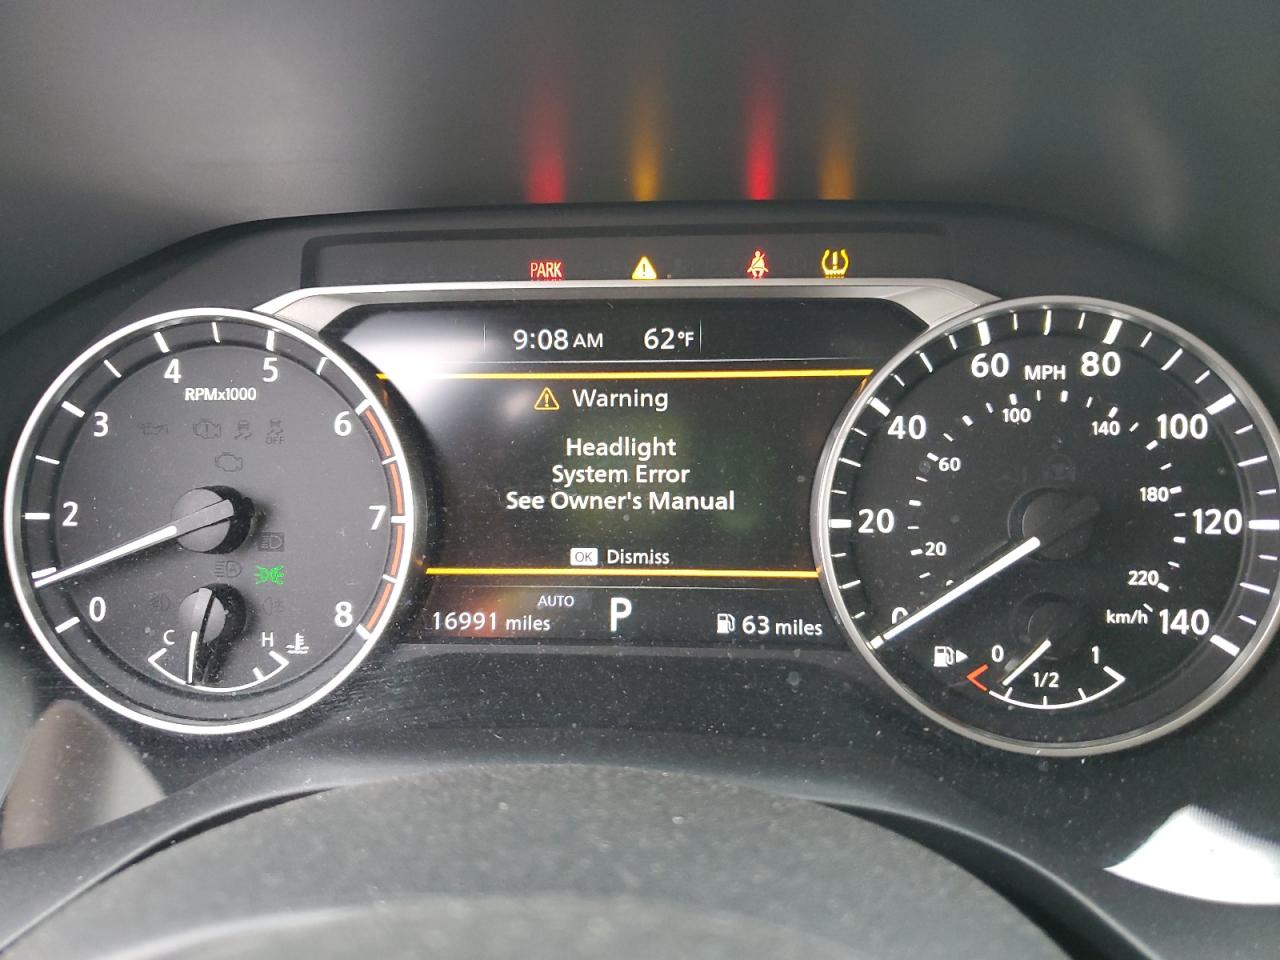 PARK
9:08 AM 62°F
Warning
Headlight
System Error
See Owner's Manual
OK Dismiss
16991 miles AUTO P 63 miles
0
2
3
4
5
6
7
8
RPMx1000
OFF
C H
0
20
40
60
80
100
120
140
MPH
20
60
100
140
180
220
km/h
0 1/2 1